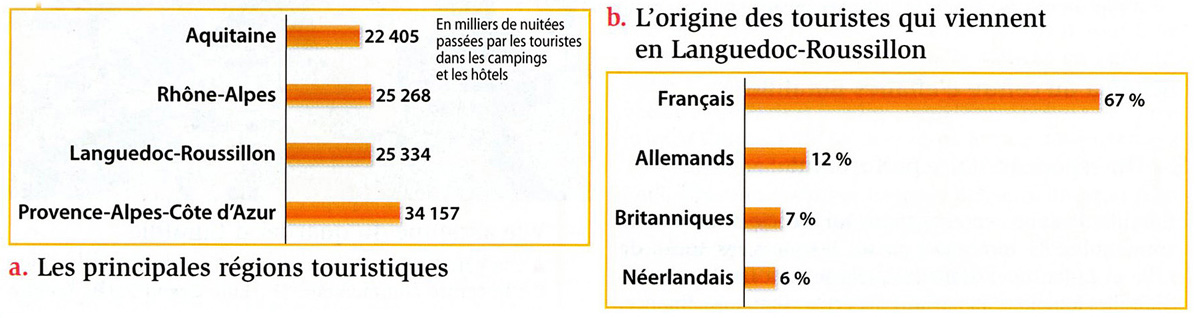 Aquitaine 22 405
En milliers de nuitées
passées par les touristes
dans les campings
et les hôtels
Rhône-Alpes 25 268
Languedoc-Roussillon 25 334
Provence-Alpes-Côte d'Azur 34 157
a. Les principales régions touristiques
b. L'origine des touristes qui viennent
en Languedoc-Roussillon
Français 67 %
Allemands 12 %
Britanniques 7 %
Néerlandais 6 %